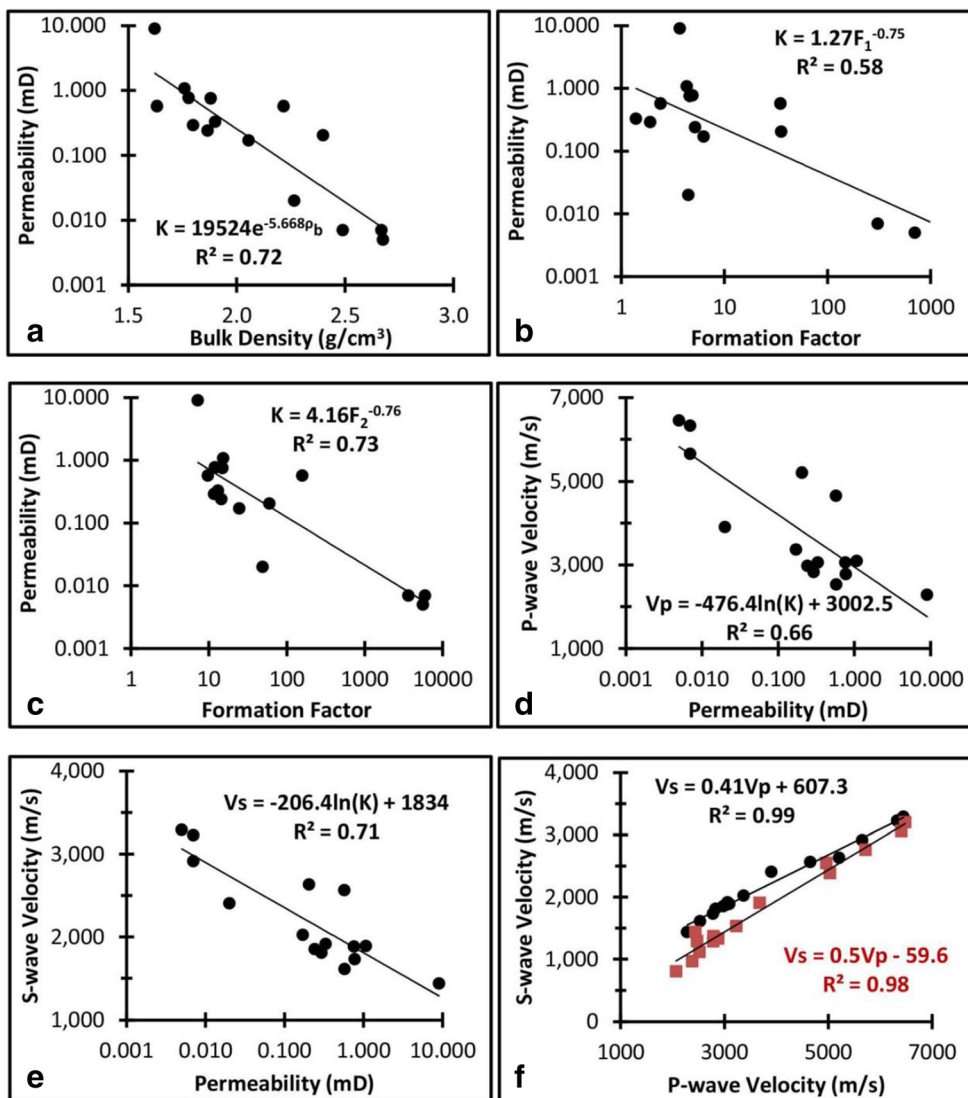 10.000
1.000
0.100
0.010
0.001
Permeability (mD)
K = 19524e^-5.668ρb
R² = 0.72
1.5 2.0 2.5 3.0
a
Bulk Density (g/cm³)
10.000
1.000
0.100
0.010
0.001
Permeability (mD)
K = 1.27F₁^-0.75
R² = 0.58
1 10 100 1000
b
Formation Factor
10.000
1.000
0.100
0.010
0.001
Permeability (mD)
K = 4.16F₂^-0.76
R² = 0.73
1 10 100 10000
c
Formation Factor
7,000
5,000
3,000
1,000
P-wave Velocity (m/s)
Vp = -476.4ln(K) + 3002.5
R² = 0.66
0.001 0.010 0.100 1.000 10.000
d
Permeability (mD)
4,000
3,000
2,000
1,000
S-wave Velocity (m/s)
Vs = -206.4ln(K) + 1834
R² = 0.71
0.001 0.010 0.100 1.000 10.000
e
Permeability (mD)
4,000
3,000
2,000
1,000
0
S-wave Velocity (m/s)
Vs = 0.41Vp + 607.3
R² = 0.99
Vs = 0.5Vp - 59.6
R² = 0.98
1000 3000 5000 7000
f
P-wave Velocity (m/s)